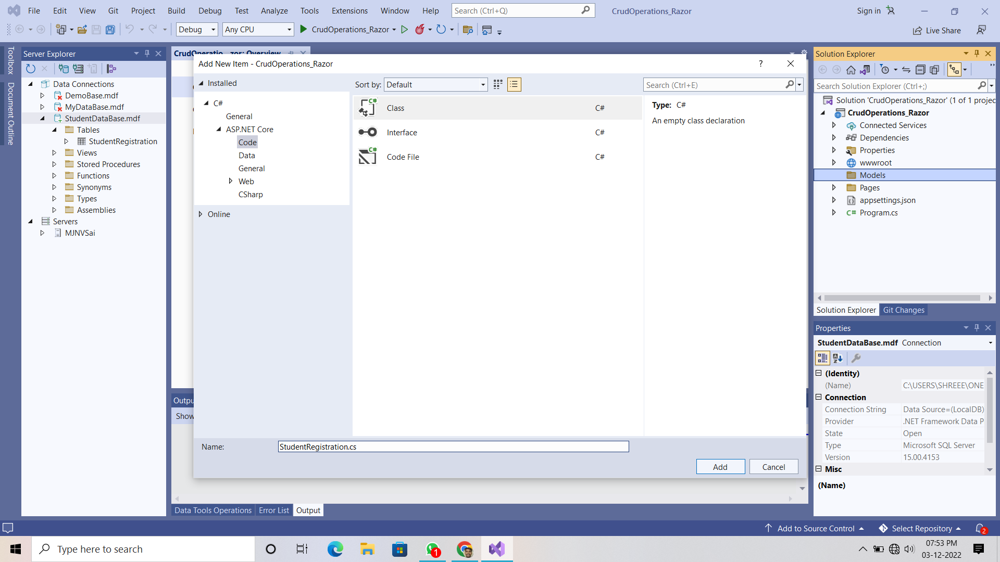 File Edit View Git Project Build Debug Test Analyze Tools Extensions Window Help Search (Ctrl+Q) CrudOperations_Razor Sign in
Debug Any CPU CrudOperations_Razor Live Share
Toolbox
Document Outline
Server Explorer
Data Connections
DemoBase.mdf
MyDataBase.mdf
StudentDataBase.mdf
Tables
StudentRegistration
Views
Stored Procedures
Functions
Synonyms
Types
Assemblies
Servers
MJNVSai
CrudOperatio...zor: Overview
Add New Item - CrudOperations_Razor ?
Installed
Sort by: Default
Search (Ctrl+E)
C#
General
ASP.NET Core
Code
Data
General
Web
CSharp
Online
Class C#
Interface C#
Code File C#
Type: C#
An empty class declaration
Name: StudentRegistration.cs
Add Cancel
Outpu
Show
Data Tools Operations Error List Output
Solution Explorer
Search Solution Explorer (Ctrl+;)
Solution 'CrudOperations_Razor' (1 of 1 projec
CrudOperations_Razor
Connected Services
Dependencies
Properties
wwwroot
Models
Pages
appsettings.json
C# Program.cs
Solution Explorer Git Changes
Properties
StudentDataBase.mdf Connection
(Identity)
(Name) C:\USERS\SHREEE\ONE
Connection
Connection String Data Source=(LocalDB)
Provider .NET Framework Data P
State Open
Type Microsoft SQL Server
Version 15.00.4153
Misc
(Name)
Add to Source Control Select Repository 2
Type here to search 1 07:53 PM
03-12-2022